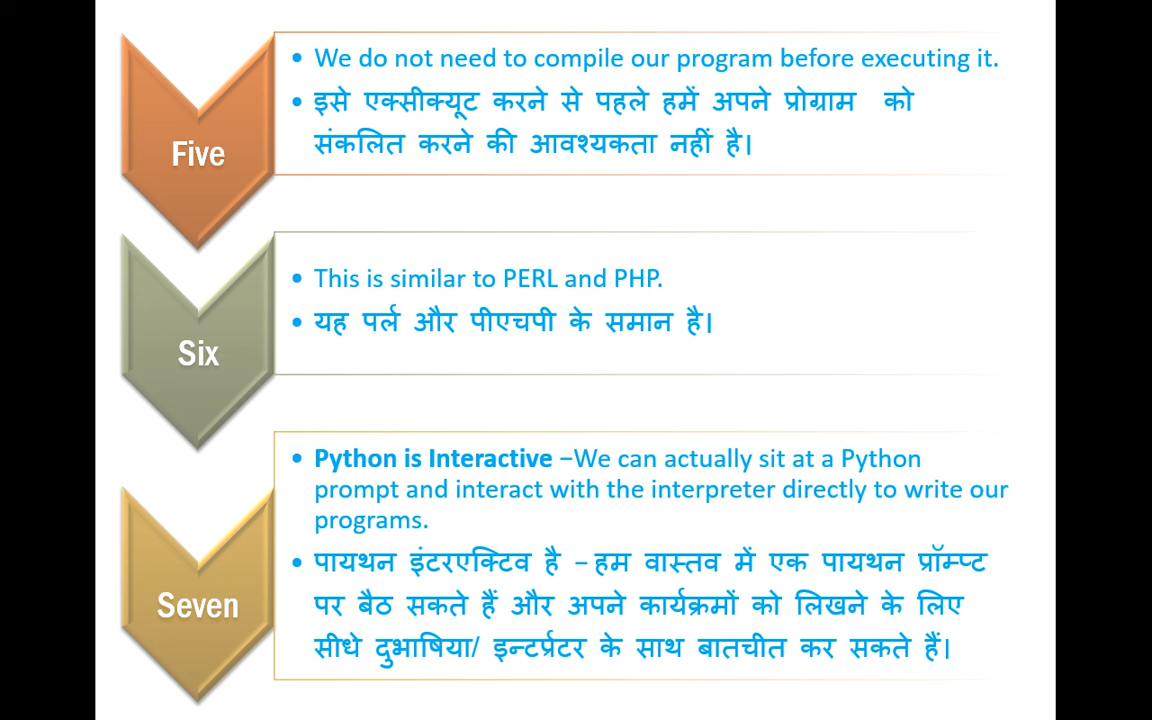 Five
We do not need to compile our program before executing it.
इसे एक्सीक्यूट करने से पहले हमें अपने प्रोग्राम को
संकलित करने की आवश्यकता नहीं है।
Six
This is similar to PERL and PHP.
यह पर्ल और पीएचपी के समान है।
Seven
Python is Interactive −We can actually sit at a Python
prompt and interact with the interpreter directly to write our
programs.
पायथन इंटरएक्टिव है − हम वास्तव में एक पायथन प्रॉम्प्ट
पर बैठ सकते हैं और अपने कार्यक्रमों को लिखने के लिए
सीधे दुभाषिया/ इन्टर्प्रटर के साथ बातचीत कर सकते हैं।